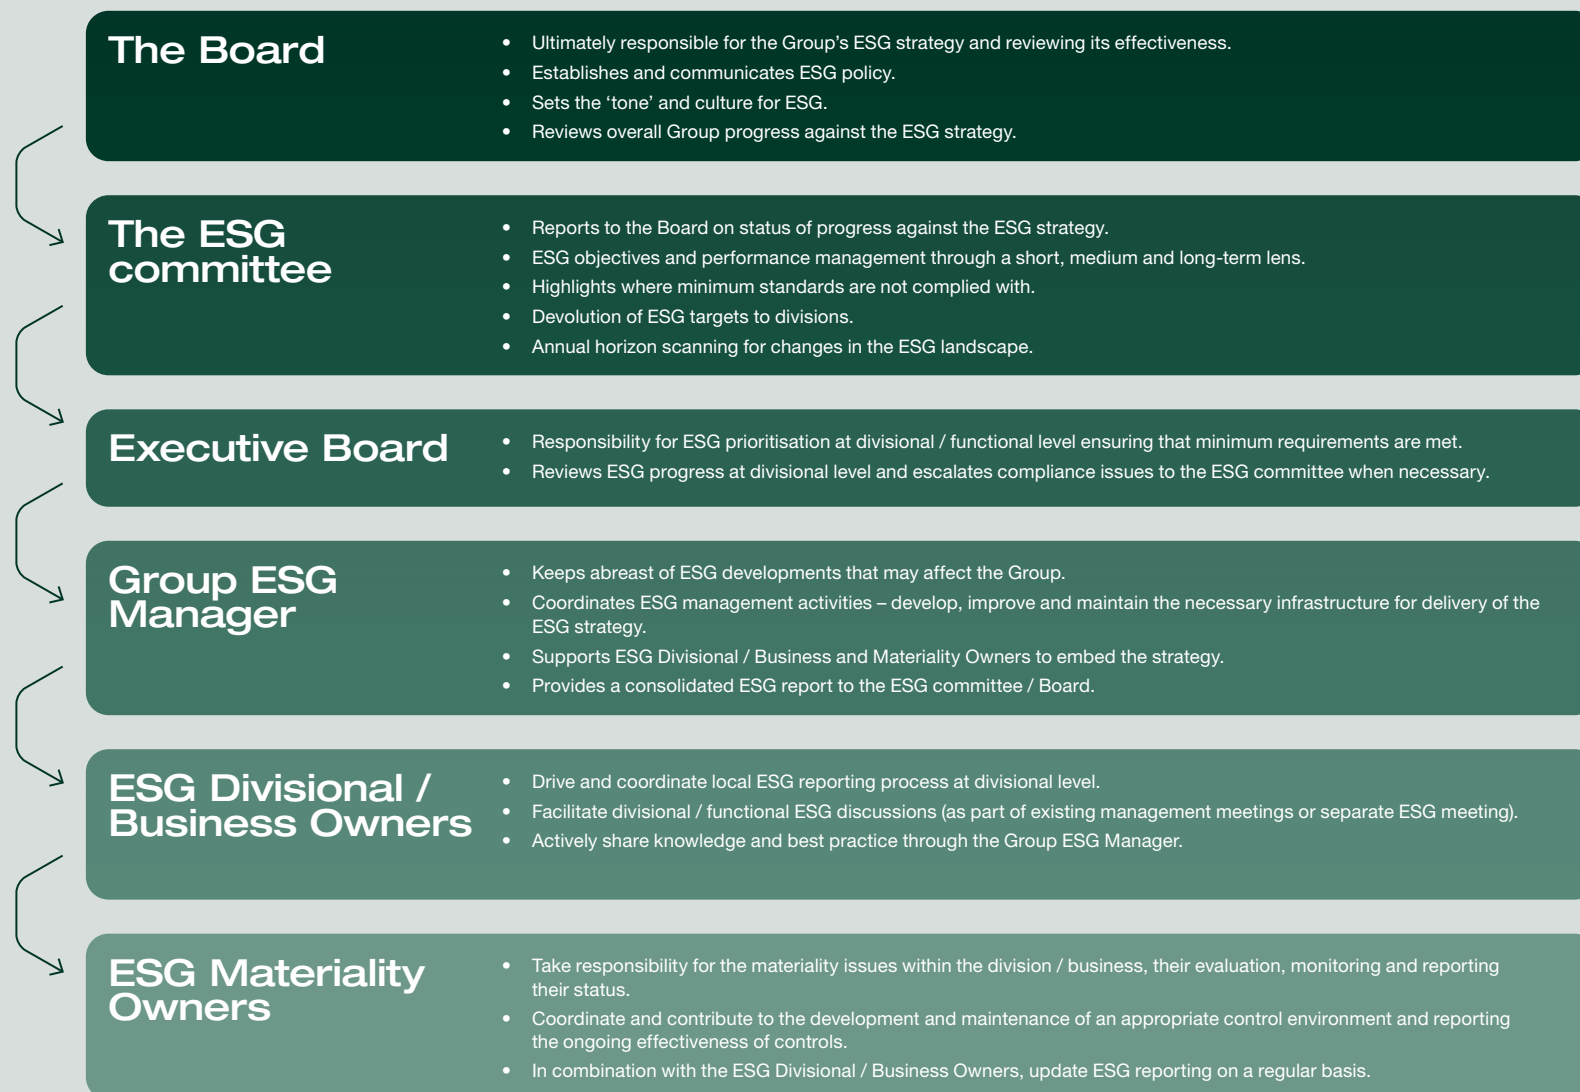 The Board
• Ultimately responsible for the Group’s ESG strategy and reviewing its effectiveness.
• Establishes and communicates ESG policy.
• Sets the ‘tone’ and culture for ESG.
• Reviews overall Group progress against the ESG strategy.
The ESG
committee
• Reports to the Board on status of progress against the ESG strategy.
• ESG objectives and performance management through a short, medium and long-term lens.
• Highlights where minimum standards are not complied with.
• Devolution of ESG targets to divisions.
• Annual horizon scanning for changes in the ESG landscape.
Executive Board
• Responsibility for ESG prioritisation at divisional / functional level ensuring that minimum requirements are met.
• Reviews ESG progress at divisional level and escalates compliance issues to the ESG committee when necessary.
Group ESG
Manager
• Keeps abreast of ESG developments that may affect the Group.
• Coordinates ESG management activities – develop, improve and maintain the necessary infrastructure for delivery of the
ESG strategy.
• Supports ESG Divisional / Business and Materiality Owners to embed the strategy.
• Provides a consolidated ESG report to the ESG committee / Board.
ESG Divisional /
Business Owners
• Drive and coordinate local ESG reporting process at divisional level.
• Facilitate divisional / functional ESG discussions (as part of existing management meetings or separate ESG meeting).
• Actively share knowledge and best practice through the Group ESG Manager.
ESG Materiality
Owners
• Take responsibility for the materiality issues within the division / business, their evaluation, monitoring and reporting
their status.
• Coordinate and contribute to the development and maintenance of an appropriate control environment and reporting
the ongoing effectiveness of controls.
• In combination with the ESG Divisional / Business Owners, update ESG reporting on a regular basis.